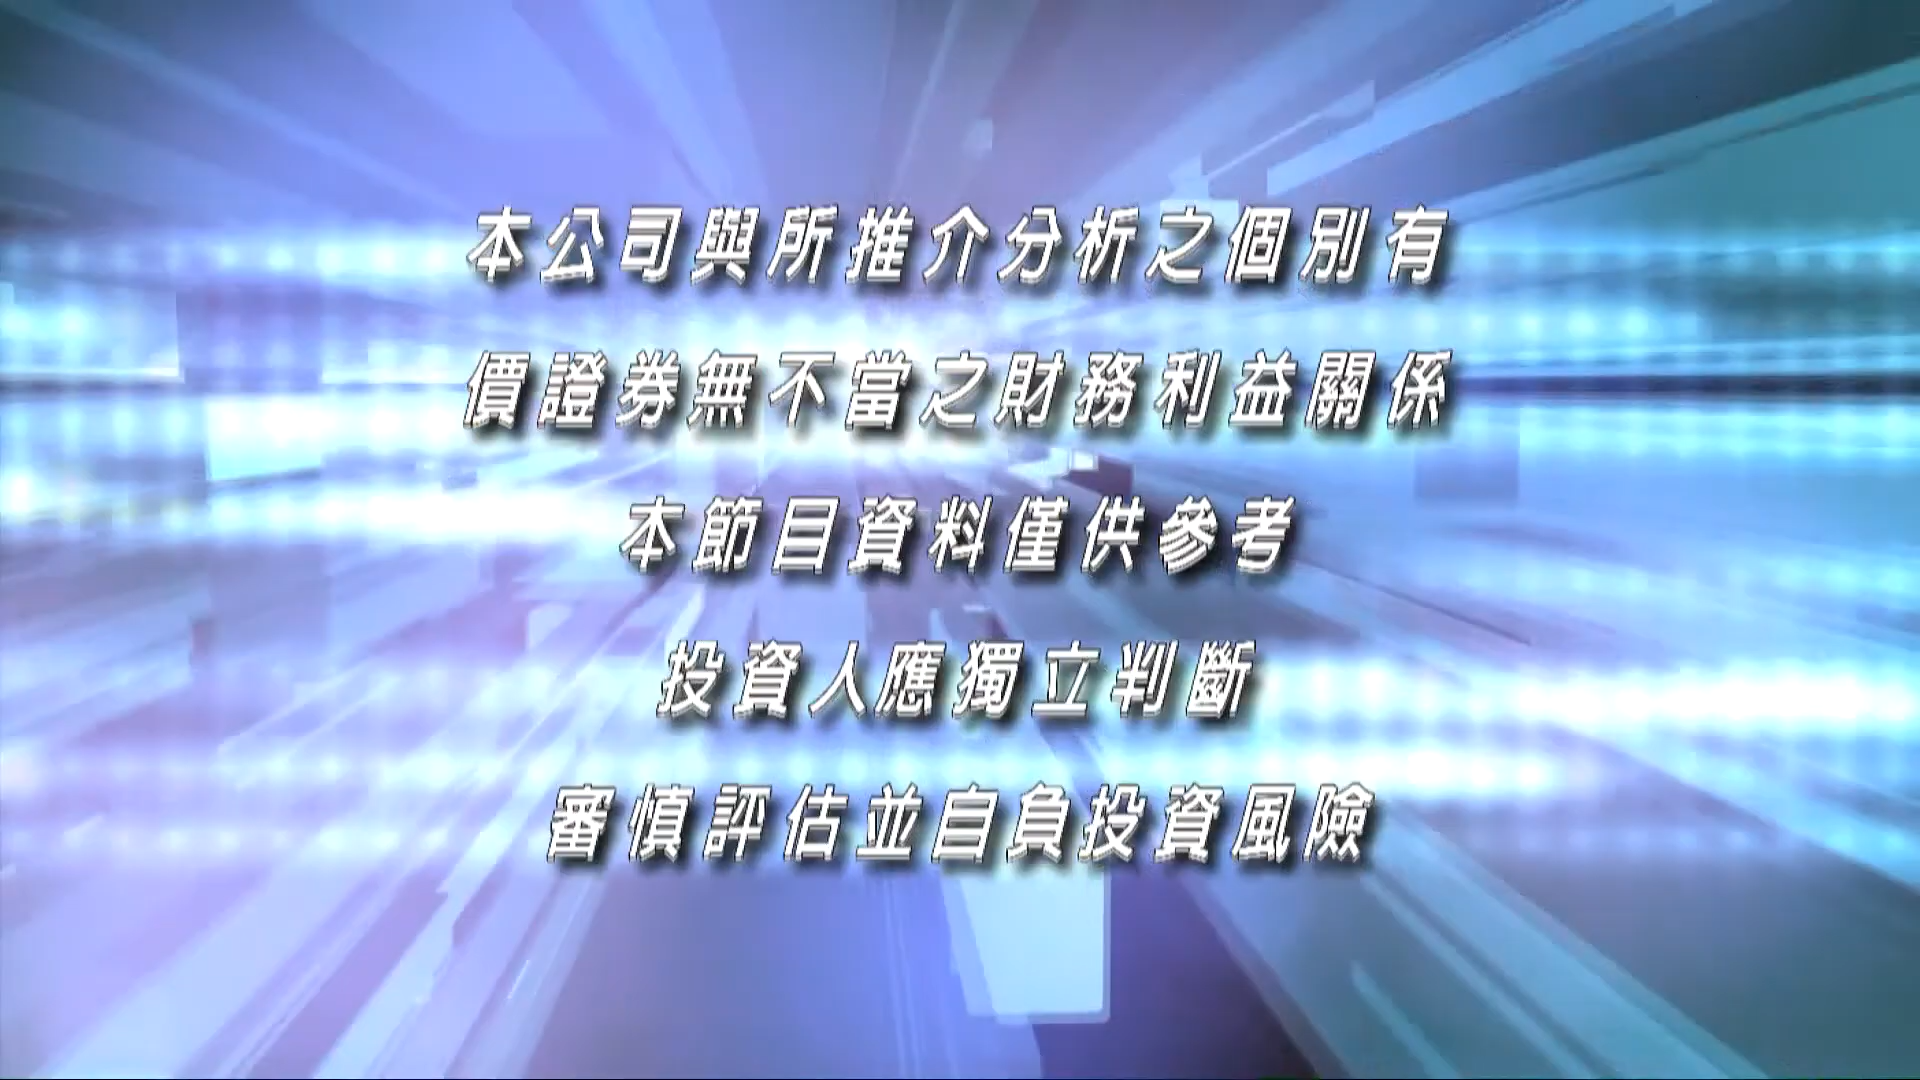 本公司與所推介分析之個別有
價證券無不當之財務利益關係
本節目資料僅供參考
投資人應獨立判斷
審慎評估並自負投資風險